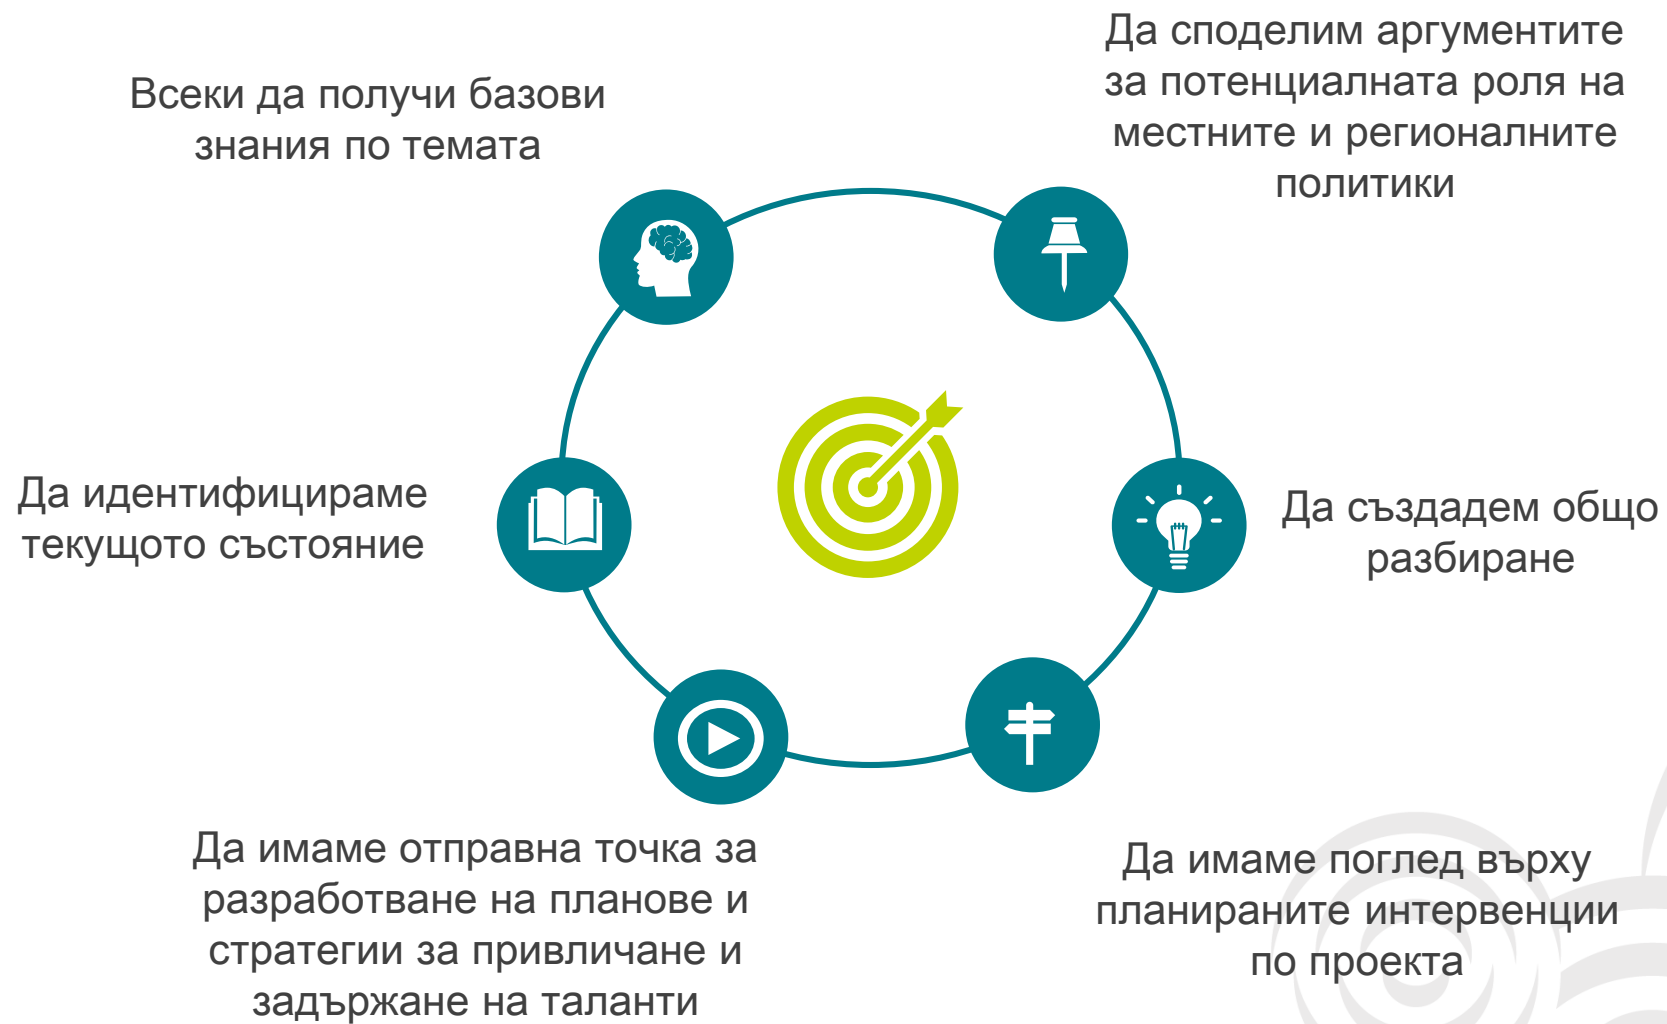 Всеки да получи базови
знания по темата
Да споделим аргументите
за потенциалната роля на
местните и регионалните
политики
Да идентифицираме
текущото състояние
Да създадем общо
разбиране
Да имаме отправна точка за
разработване на планове и
стратегии за привличане и
задържане на таланти
Да имаме поглед върху
планираните интервенции
по проекта